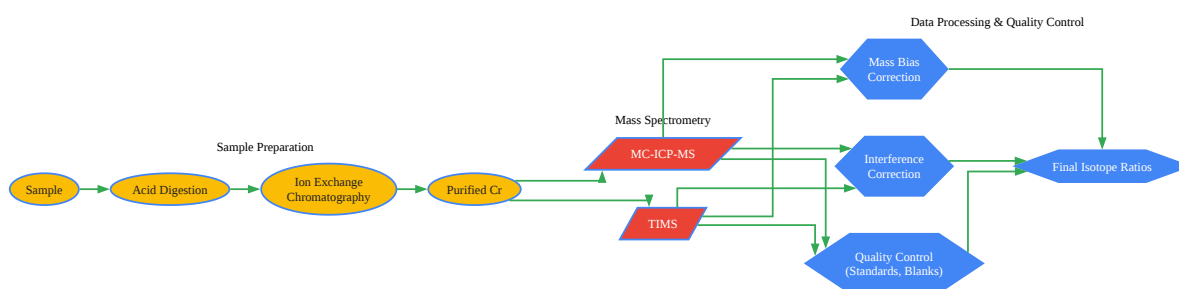 Data Processing & Quality Control
Mass Bias
Correction
Mass Spectrometry
Sample Preparation
MC-ICP-MS
Interference
Correction
Final Isotope Ratios
Sample
Acid Digestion
Ion Exchange
Chromatography
Purified Cr
TIMS
Quality Control
(Standards, Blanks)